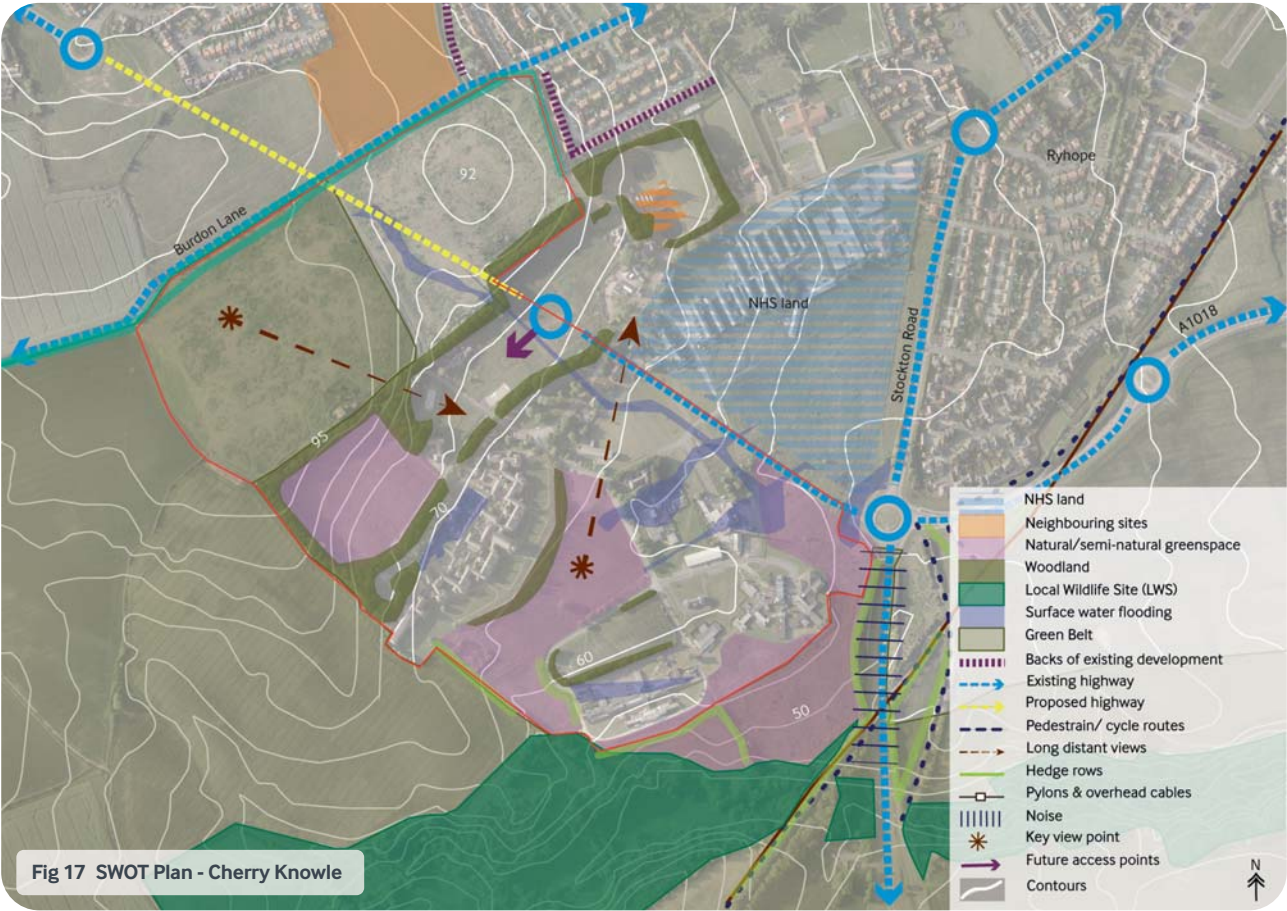 92
Ryhope
Burdon Lane
NHS land
A1018
Stockton Road
95
70
60
50
NHS land
Neighbouring sites
Natural/semi-natural greenspace
Woodland
Local Wildlife Site (LWS)
Surface water flooding
Green Belt
Backs of existing development
Existing highway
Proposed highway
Pedestrain/ cycle routes
Long distant views
Hedge rows
Pylons & overhead cables
Noise
Key view point
Future access points
Contours
N
Fig 17 SWOT Plan - Cherry Knowle